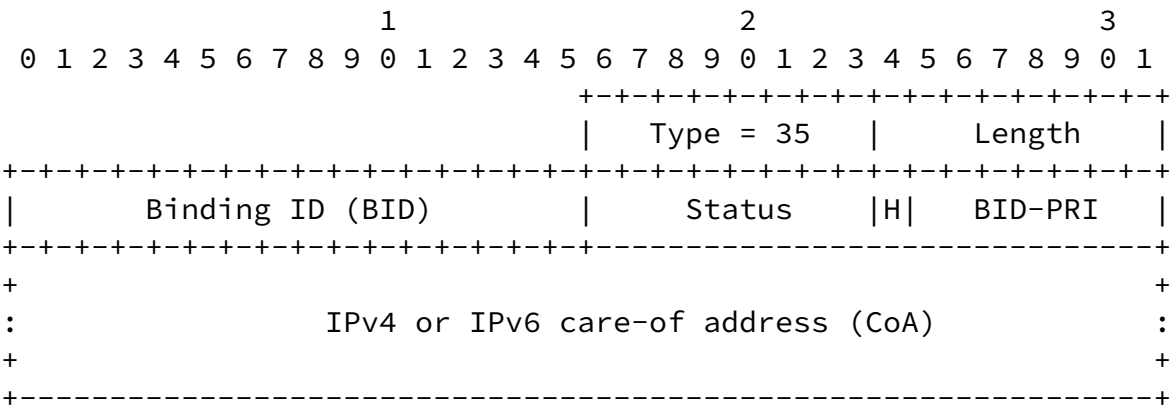 1                   2                   3
 0 1 2 3 4 5 6 7 8 9 0 1 2 3 4 5 6 7 8 9 0 1 2 3 4 5 6 7 8 9 0 1
                                +-+-+-+-+-+-+-+-+-+-+-+-+-+-+-+-+
                                |   Type = 35   |     Length    |
+-+-+-+-+-+-+-+-+-+-+-+-+-+-+-+-+-+-+-+-+-+-+-+-+-+-+-+-+-+-+-+-+
|       Binding ID (BID)        |     Status    |H|   BID-PRI   |
+-+-+-+-+-+-+-+-+-+-+-+-+-+-+-+-+-------------------------------+
+                                                               +
:                 IPv4 or IPv6 care-of address (CoA)            :
+                                                               +
+---------------------------------------------------------------+